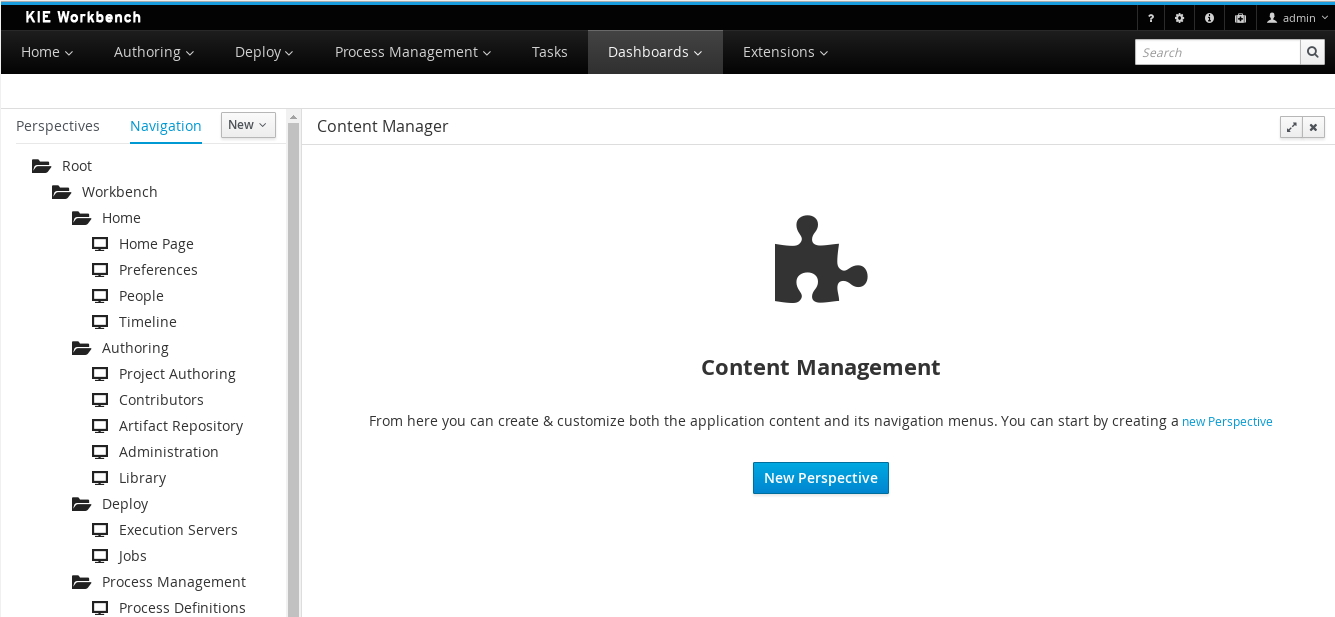 KIE Workbench
? admin
Home Authoring Deploy Process Management Tasks Dashboards Extensions Search
Perspectives Navigation New
Content Manager
Root
Workbench
Home
Home Page
Preferences
People
Timeline
Authoring
Project Authoring
Contributors
Artifact Repository
Administration
Library
Deploy
Execution Servers
Jobs
Process Management
Process Definitions
Content Management
From here you can create & customize both the application content and its navigation menus. You can start by creating a new Perspective
New Perspective